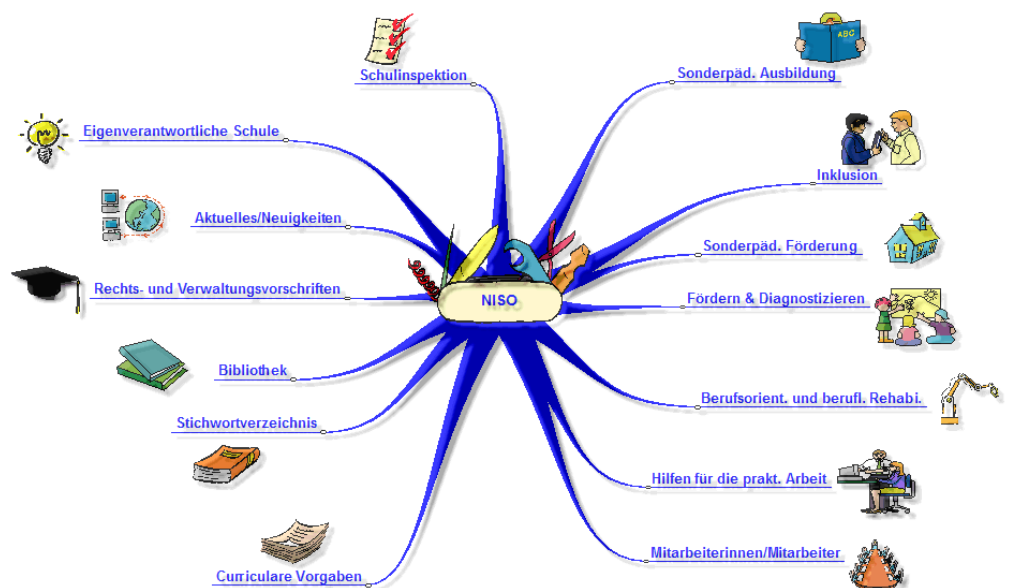 Schulinspektion
Sonderpäd. Ausbildung
ABC
Eigenverantwortliche Schule
Inklusion
Aktuelles/Neuigkeiten
Sonderpäd. Förderung
Rechts- und Verwaltungsvorschriften
NISO
Fördern & Diagnostizieren
Bibliothek
Berufsorient. und berufl. Rehabi.
Stichwortverzeichnis
Hilfen für die prakt. Arbeit
Mitarbeiterinnen/Mitarbeiter
Curriculare Vorgaben